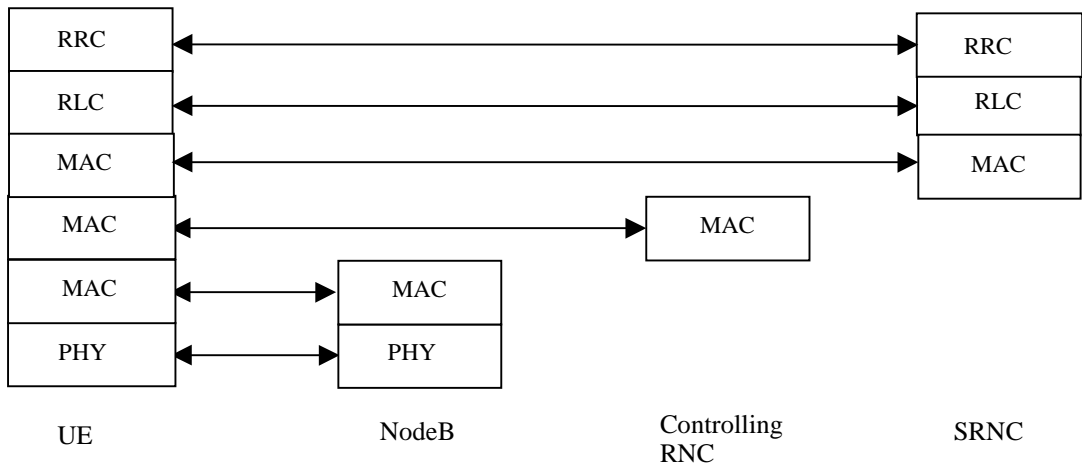 RRC
RRC
RLC
RLC
MAC
MAC
MAC
MAC
MAC
MAC
PHY
PHY
UE
NodeB
Controlling
RNC
SRNC